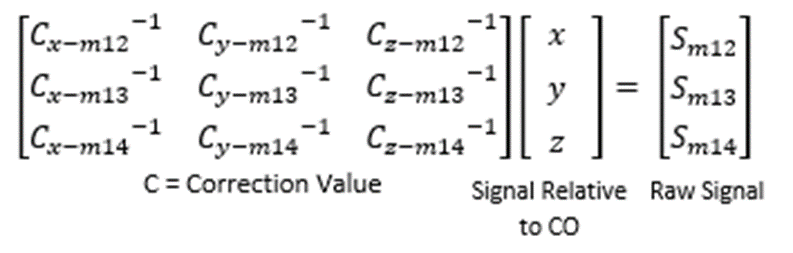 [C_{x-m12}^{-1} C_{y-m12}^{-1} C_{z-m12}^{-1}] [x] [S_{m12}]
[C_{x-m13}^{-1} C_{y-m13}^{-1} C_{z-m13}^{-1}] [y] = [S_{m13}]
[C_{x-m14}^{-1} C_{y-m14}^{-1} C_{z-m14}^{-1}] [z] [S_{m14}]
C = Correction Value
Signal Relative
to CO
Raw Signal